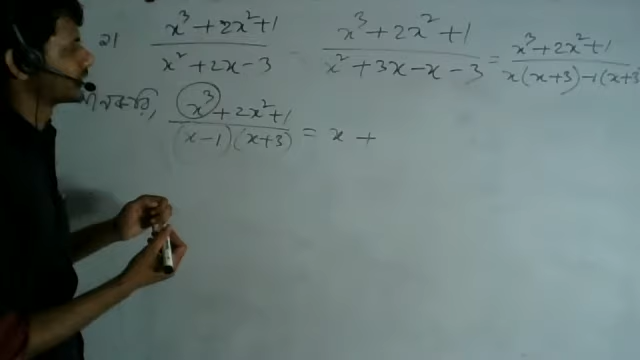 ২১ (x³ + 2x² + 1)/(x² + 2x - 3) = (x³ + 2x² + 1)/(x² + 3x - x - 3) = (x³ + 2x² + 1)/(x(x+3) - 1(x+3
(x³ + 2x² + 1)/((x-1)(x+3)) = x +